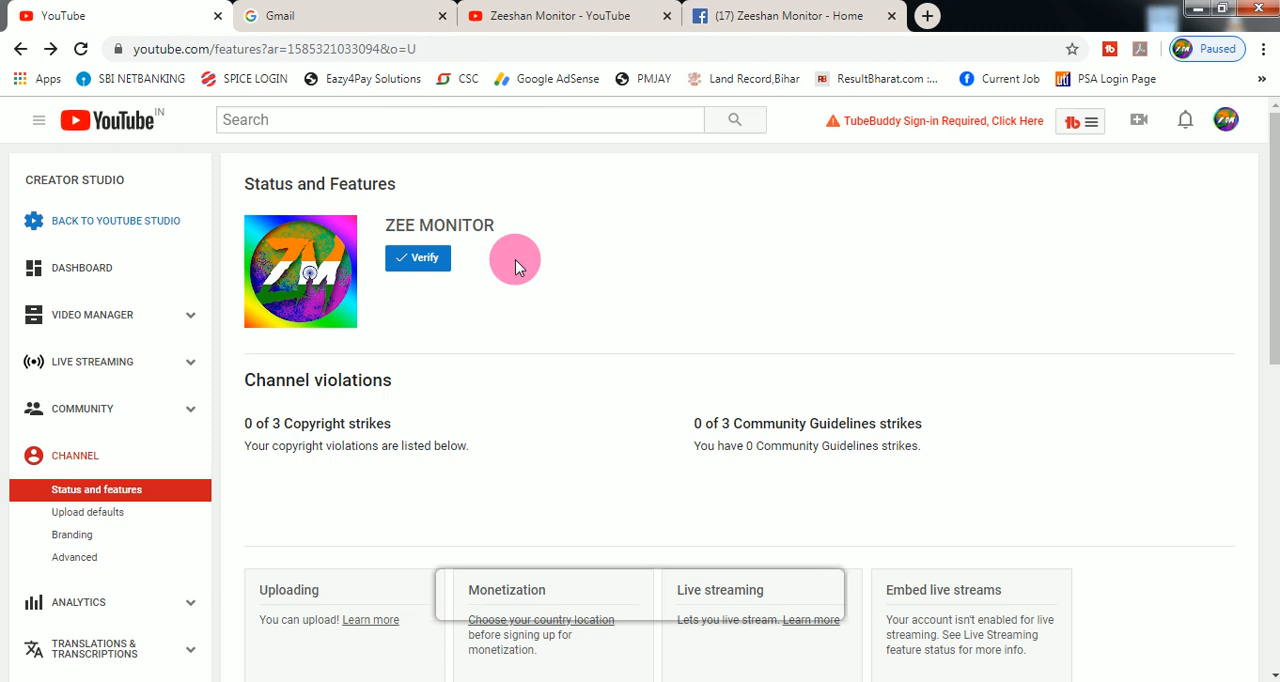 YouTube
Gmail
Zeeshan Monitor - YouTube
(17) Zeeshan Monitor - Home
youtube.com/features?ar=1585321033094&o=U
Paused
Apps
SBI NETBANKING
SPICE LOGIN
Eazy4Pay Solutions
CSC
Google AdSense
PMJAY
Land Record,Bihar
ResultBharat.com :...
Current Job
PSA Login Page
»
YouTube IN
Search
TubeBuddy Sign-in Required, Click Here
tb
CREATOR STUDIO
BACK TO YOUTUBE STUDIO
DASHBOARD
VIDEO MANAGER
LIVE STREAMING
COMMUNITY
CHANNEL
Status and features
Upload defaults
Branding
Advanced
ANALYTICS
TRANSLATIONS &
TRANSCRIPTIONS
Status and Features
ZM
ZEE MONITOR
Verify
Channel violations
0 of 3 Copyright strikes
Your copyright violations are listed below.
0 of 3 Community Guidelines strikes
You have 0 Community Guidelines strikes.
Uploading
You can upload! Learn more
Monetization
Choose your country location
before signing up for
monetization.
Live streaming
Lets you live stream. Learn more
Embed live streams
Your account isn't enabled for live
streaming. See Live Streaming
feature status for more info.